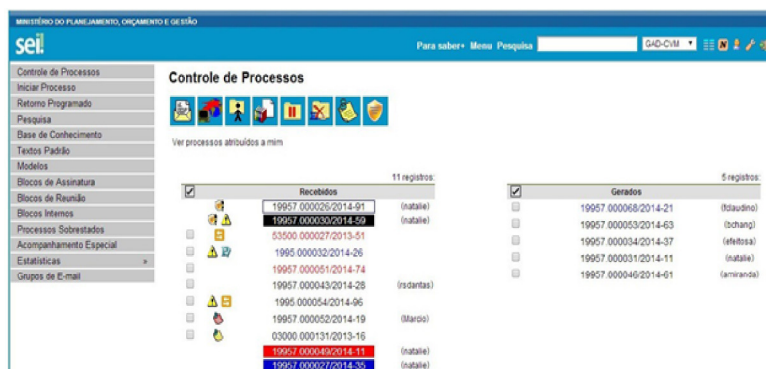 MINISTÉRIO DO PLANEJAMENTO, ORÇAMENTO E GESTÃO
sei!
Para saber+ Menu Pesquisa
GAD-CVM
Controle de Processos
Iniciar Processo
Retorno Programado
Pesquisa
Base de Conhecimento
Textos Padrão
Modelos
Blocos de Assinatura
Blocos de Reunião
Blocos Internos
Processos Sobrestados
Acompanhamento Especial
Estatísticas »
Grupos de E-mail
Controle de Processos
Ver processos atribuídos a mim
11 registros:
Recebidos
19957.000026/2014-91 (natalie)
19957.000030/2014-59 (natalie)
53500.000027/2013-51
1995.000032/2014-26
19957.000051/2014-74
19957.000043/2014-28 (rsdantas)
1995.000054/2014-96
19957.000052/2014-19 (Marcio)
03000.000131/2013-16
19957.000049/2014-11 (natalie)
19957.000027/2014-35 (natalie)
5 registros:
Gerados
19957.000068/2014-21 (fdaudino)
19957.000053/2014-63 (bchang)
19957.000034/2014-37 (efeitosa)
19957.000031/2014-11 (natalie)
19957.000046/2014-61 (amiranda)